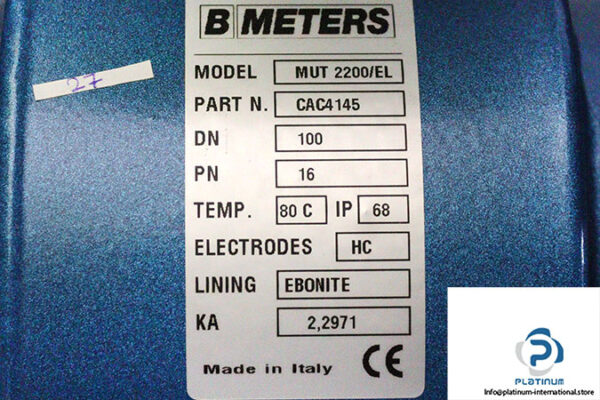 B METERS
MODEL MUT 2200/EL
27
PART N. CAC4145
DN 100
PN 16
TEMP. 80 C IP 68
ELECTRODES HC
LINING EBONITE
KA 2,2971
Made in Italy CE
PLATINUM
Info@platinum-international.store